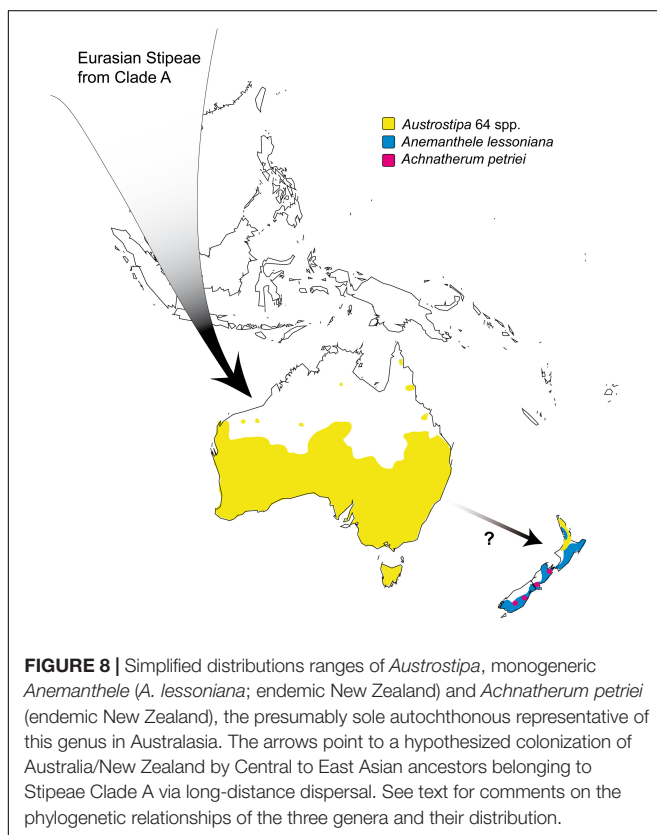 Eurasian Stipeae
from Clade A
Austrostipa 64 spp.
Anemanthele lessoniana
Achnatherum petriei
?
FIGURE 8 | Simplified distributions ranges of Austrostipa, monogeneric
Anemanthele (A. lessoniana; endemic New Zealand) and Achnatherum petriei
(endemic New Zealand), the presumably sole autochthonous representative of
this genus in Australasia. The arrows point to a hypothesized colonization of
Australia/New Zealand by Central to East Asian ancestors belonging to
Stipeae Clade A via long-distance dispersal. See text for comments on the
phylogenetic relationships of the three genera and their distribution.